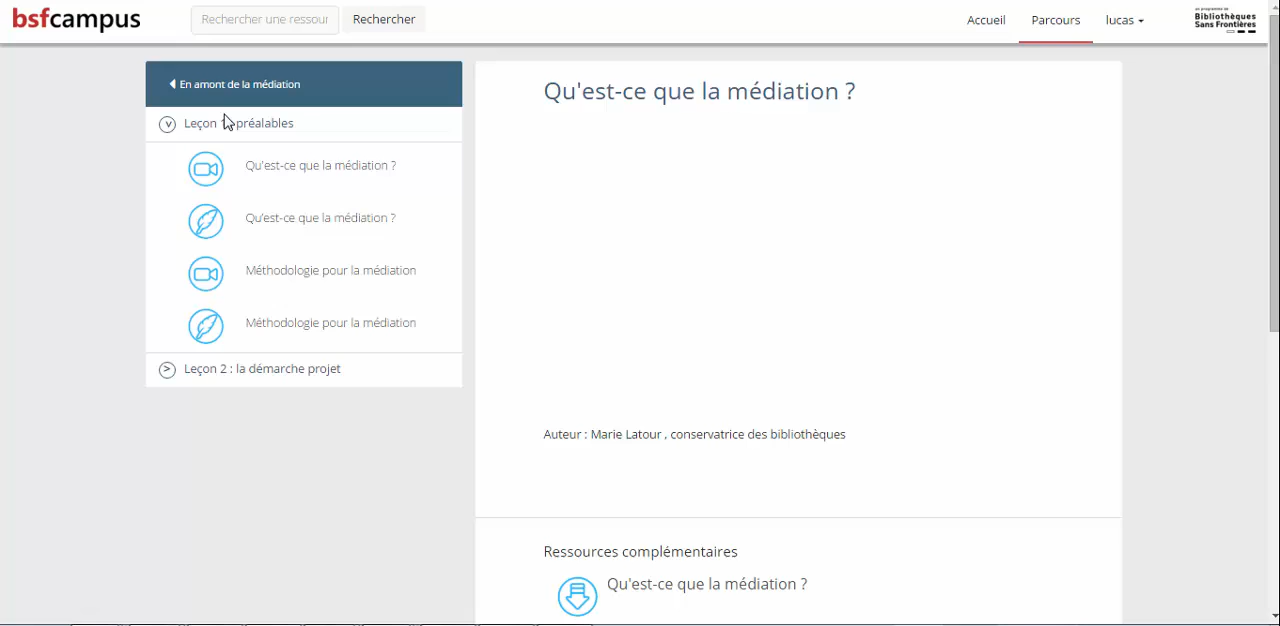 bsfcampus
Rechercher une ressour
Rechercher
Accueil
Parcours
lucas
un programme de
Bibliothèques
Sans Frontières
En amont de la médiation
Leçon préalables
Qu'est-ce que la médiation ?
Qu'est-ce que la médiation ?
Méthodologie pour la médiation
Méthodologie pour la médiation
Leçon 2 : la démarche projet
Qu'est-ce que la médiation ?
Auteur : Marie Latour , conservatrice des bibliothèques
Ressources complémentaires
Qu'est-ce que la médiation ?